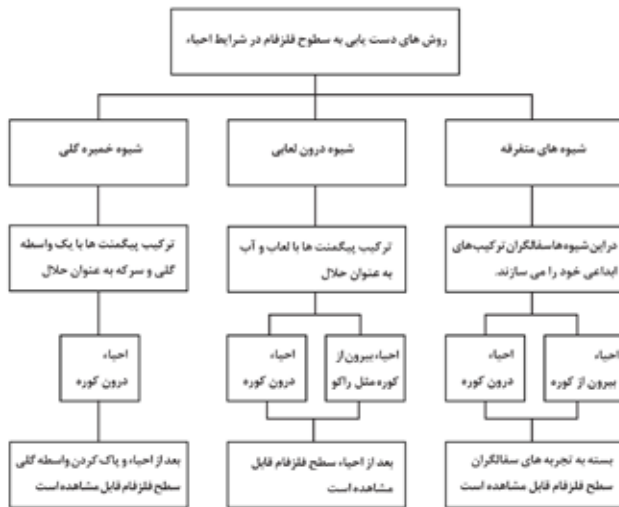 روش های دست یابی به سطوح فلزفام در شرایط احیاء
شیوه های متفرقه
شیوه درون لعابی
شیوه خمیره گلی
دراین شیوه‌هاسفالگران‌ترکیب‌های
ابداعی خود را می سازند.
ترکیب پیگمنت ها با لعاب و آب
به عنوان حلال
ترکیب پیگمنت ها با یک واسطه
گلی و سرکه به عنوان حلال
احیاء
بیرون از کوره
احیاء
درون کوره
احیاء بیرون از
کوره مثل راکو
احیاء
درون کوره
احیاء
درون کوره
بسته به تجربه های سفالگران
سطح فلزفام قابل مشاهده است
بعد از احیاء سطح فلزفام قابل
مشاهده است
بعد از احیاء و پاک کردن واسطه گلی
سطح فلزفام قابل مشاهده است